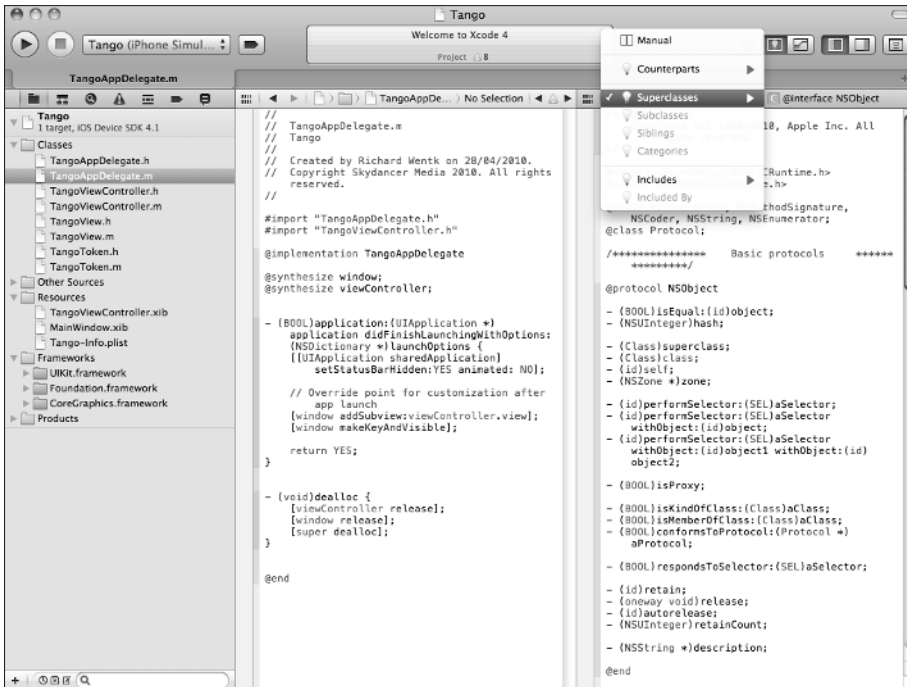 Tango
Tango (iPhone Simul...
Welcome to Xcode 4
Project 8
TangoAppDelegate.m
Manual
Counterparts
Superclasses
Subclasses
Siblings
Categories
Includes
Included By
TangoAppDe...
No Selection
@interface NSObject
Tango
1 target, iOS Device SDK 4.1
Classes
TangoAppDelegate.h
TangoAppDelegate.m
TangoViewController.h
TangoViewController.m
TangoView.h
TangoView.m
TangoToken.h
TangoToken.m
Other Sources
Resources
TangoViewController.xib
MainWindow.xib
Tango-Info.plist
Frameworks
UIKit.framework
Foundation.framework
CoreGraphics.framework
Products
//
//  TangoAppDelegate.m
//  Tango
//
//  Created by Richard Wentk on 28/04/2010.
//  Copyright Skydancer Media 2010. All rights
reserved.
//
#import "TangoAppDelegate.h"
#import "TangoViewController.h"
@implementation TangoAppDelegate
@synthesize window;
@synthesize viewController;
- (BOOL)application:(UIApplication *)
application didFinishLaunchingWithOptions:
(NSDictionary *)launchOptions {
[[UIApplication sharedApplication]
setStatusBarHidden:YES animated: NO];
// Override point for customization after
app launch
[window addSubview:viewController.view];
[window makeKeyAndVisible];
return YES;
}
- (void)dealloc {
[viewController release];
[window release];
[super dealloc];
}
@end
10, Apple Inc. All
CRuntime.h>
e.h>
thodSignature,
NSCoder, NSString, NSEnumerator;
@class Protocol;
/***************     Basic protocols     ******
*********/
@protocol NSObject
- (BOOL)isEqual:(id)object;
- (NSUInteger)hash;
- (Class)superclass;
- (Class)class;
- (id)self;
- (NSZone *)zone;
- (id)performSelector:(SEL)aSelector;
- (id)performSelector:(SEL)aSelector
withObject:(id)object;
- (id)performSelector:(SEL)aSelector
withObject:(id)object1 withObject:(id)
object2;
- (BOOL)isProxy;
- (BOOL)isKindOfClass:(Class)aClass;
- (BOOL)isMemberOfClass:(Class)aClass;
- (BOOL)conformsToProtocol:(Protocol *)
aProtocol;
- (BOOL)respondsToSelector:(SEL)aSelector;
- (id)retain;
- (oneway void)release;
- (id)autorelease;
- (NSUInteger)retainCount;
- (NSString *)description;
@end